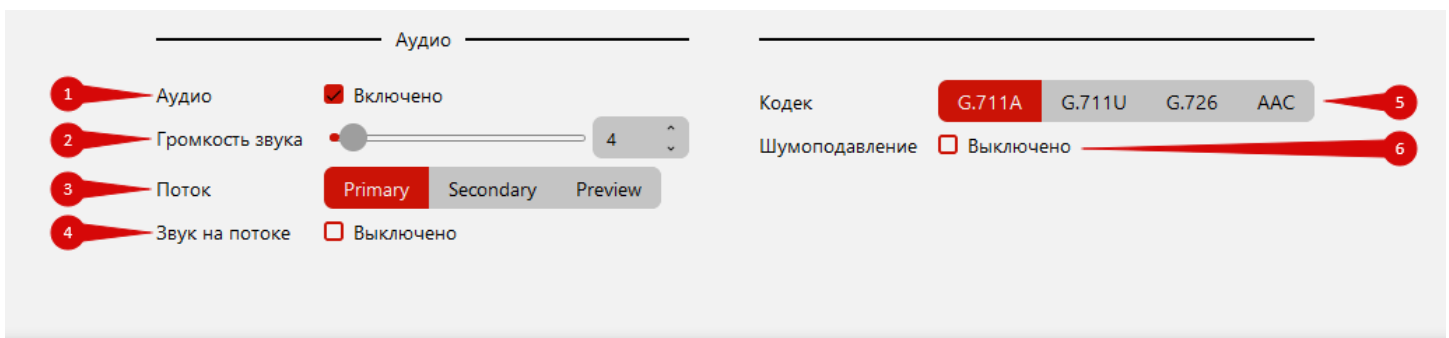 Аудио
1 Аудио Включено
2 Громкость звука 4
3 Поток Primary Secondary Preview
4 Звук на потоке Выключено
Кодек G.711A G.711U G.726 AAC 5
Шумоподавление Выключено 6